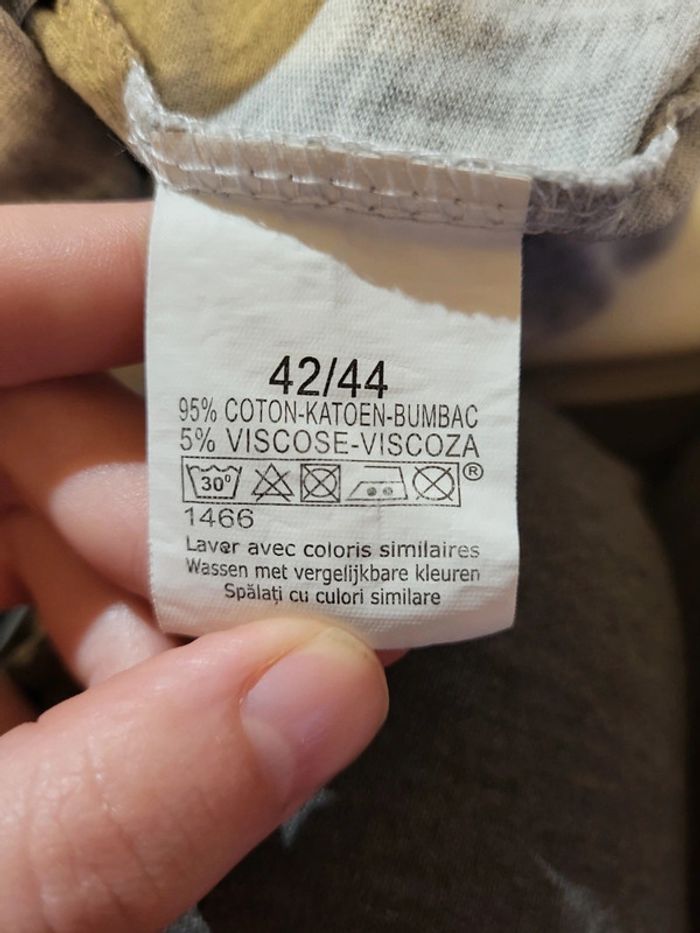 42/44
95% COTON-KATOEN-BUMBAC
5% VISCOSE-VISCOZA
30° ®
1466
Laver avec coloris similaires
Wassen met vergelijkbare kleuren
Spălați cu culori similare